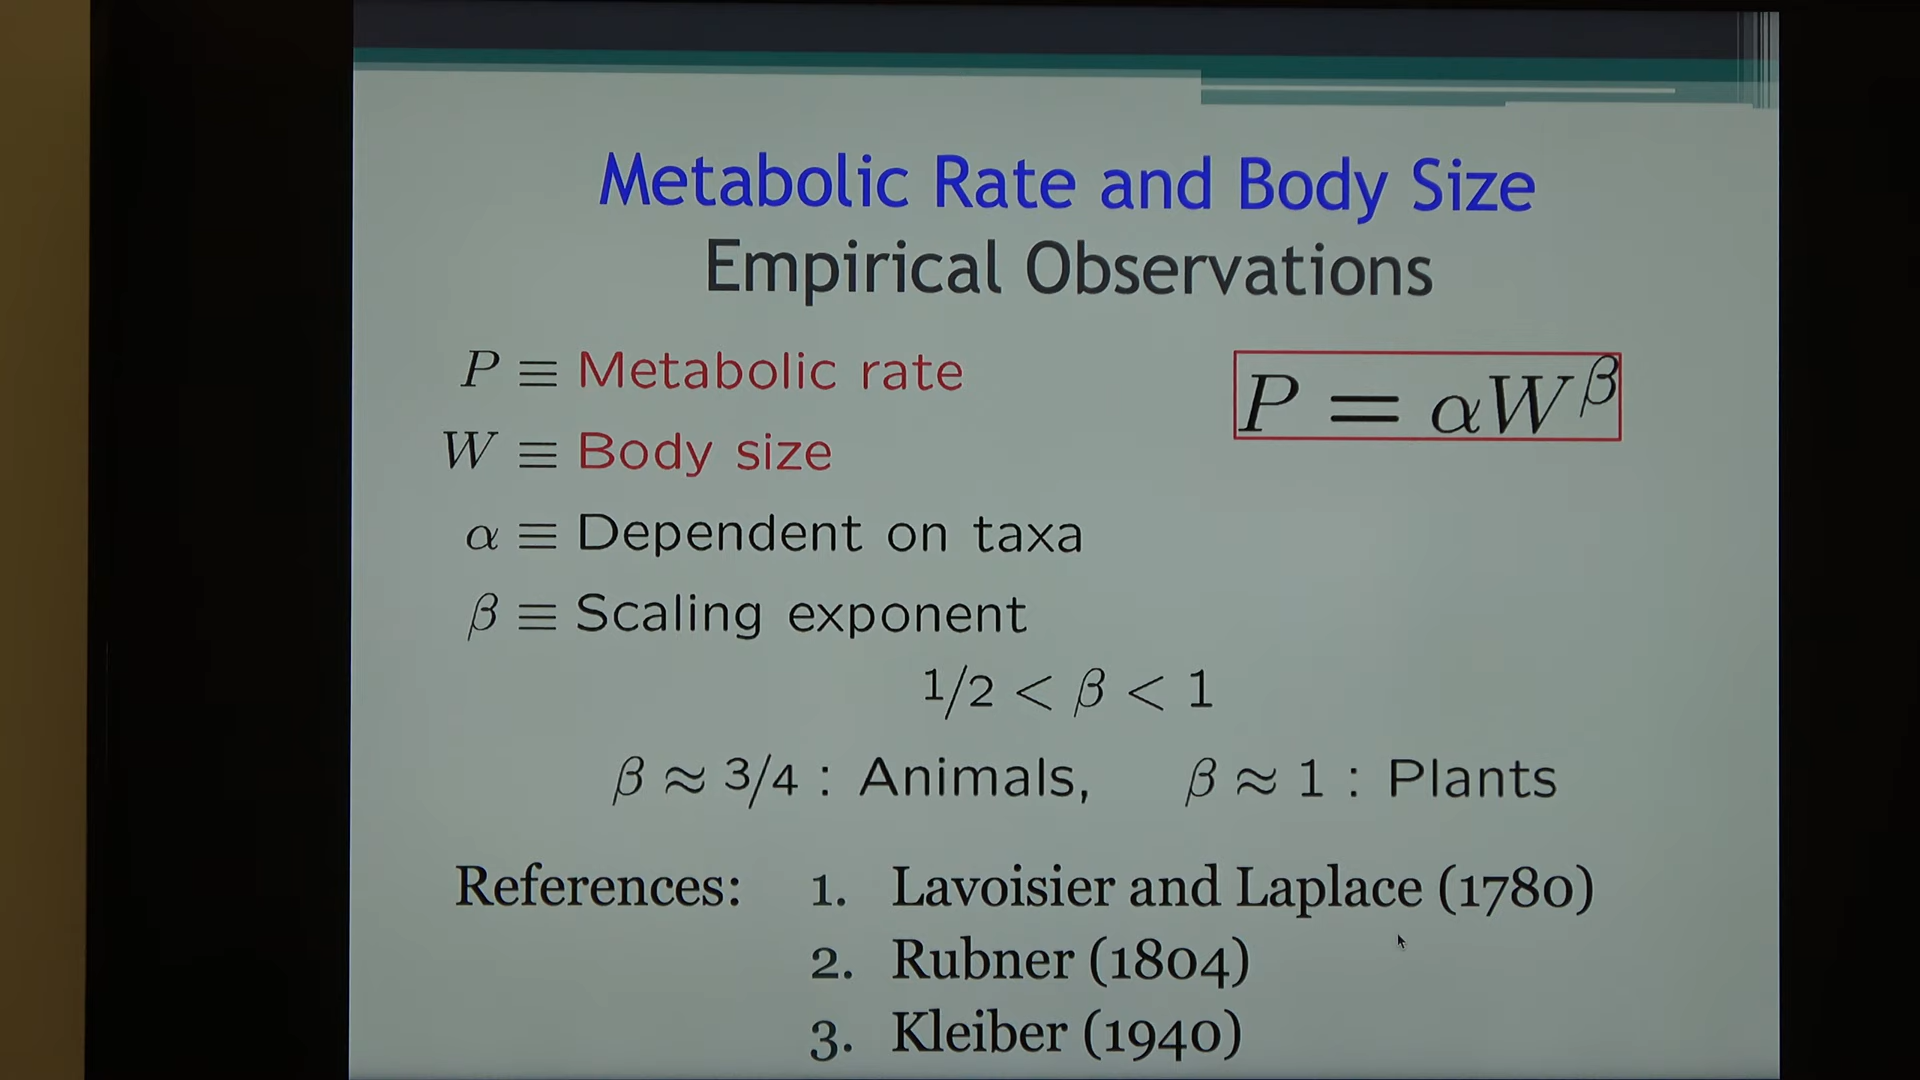 Metabolic Rate and Body Size
Empirical Observations
P ≡ Metabolic rate
P = αW^β
W ≡ Body size
α ≡ Dependent on taxa
β ≡ Scaling exponent
1/2 < β < 1
β ≈ 3/4 : Animals, β ≈ 1 : Plants
References: 1. Lavoisier and Laplace (1780)
2. Rubner (1804)
3. Kleiber (1940)